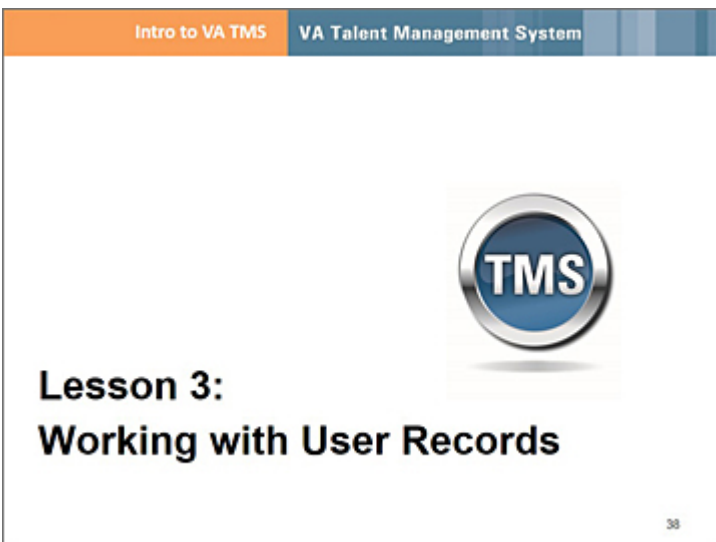 Intro to VA TMS VA Talent Management System
TMS
Lesson 3:
Working with User Records
38